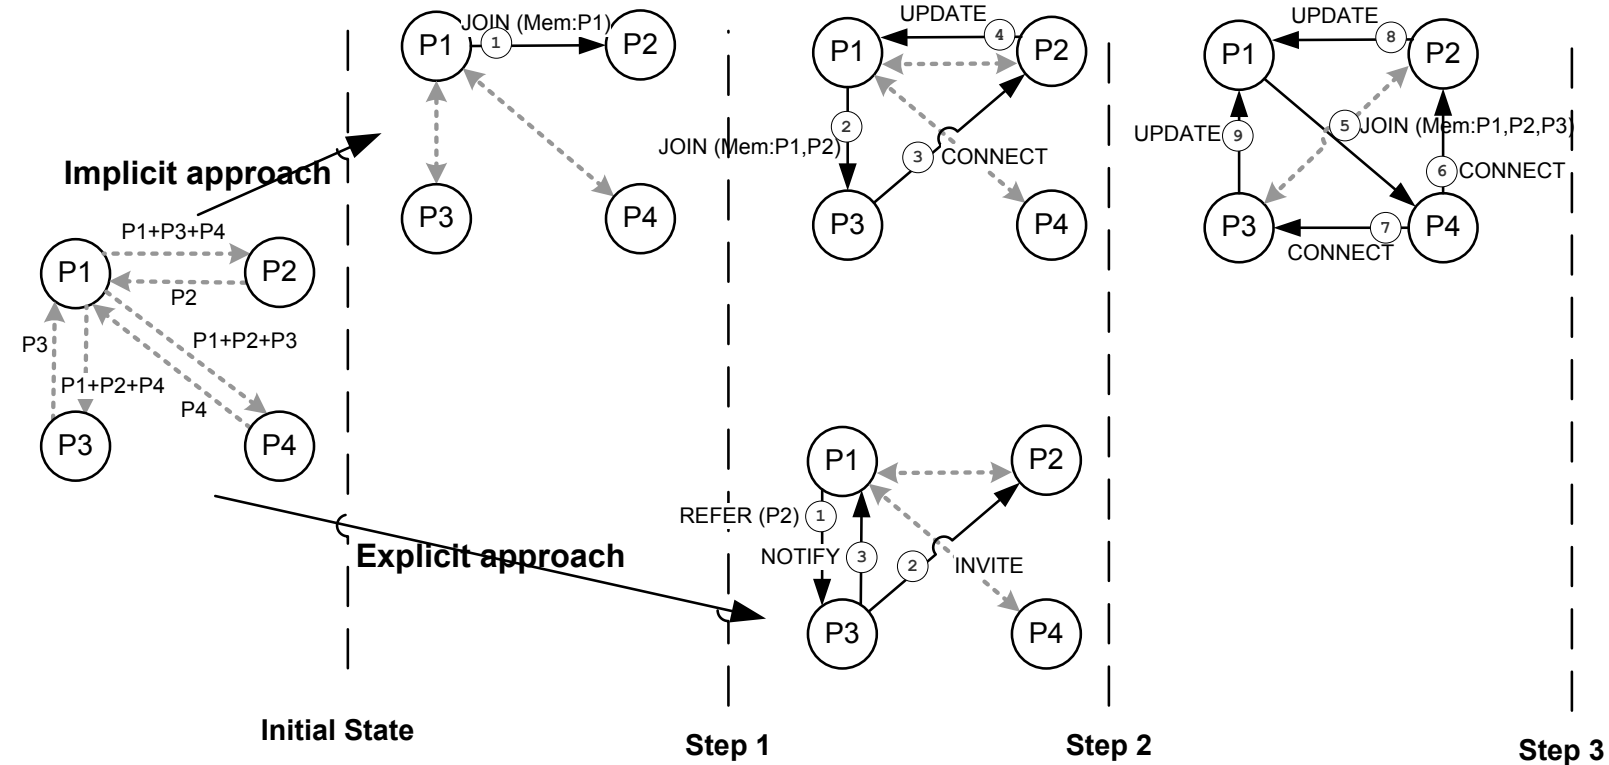 Implicit approach
P1+P3+P4
P1
P2
P2
P3
P1+P2+P3
P1+P2+P4
P4
P3
P4
Initial State
JOIN (Mem:P1)
P1
1
P2
P3
P4
Step 1
UPDATE
4
P1
P2
2
JOIN (Mem:P1,P2)
3
CONNECT
P3
P4
Step 2
UPDATE
8
P1
P2
UPDATE
9
5
JOIN (Mem:P1,P2,P3)
6
CONNECT
P3
7
P4
CONNECT
Step 3
Explicit approach
P1
P2
REFER (P2)
1
NOTIFY
3
2
INVITE
P3
P4